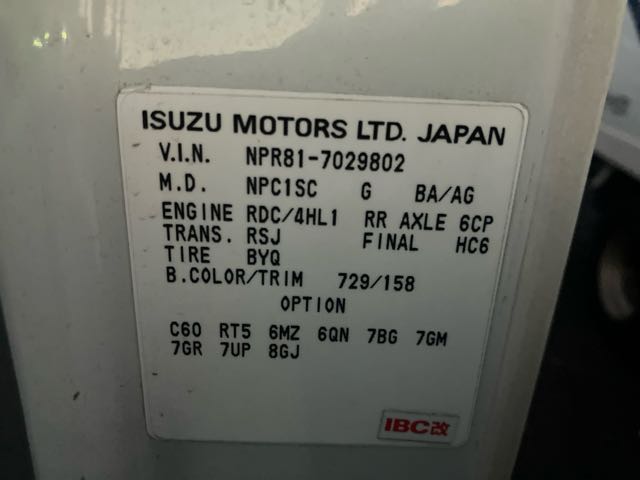 ISUZU MOTORS LTD. JAPAN
V.I.N. NPR81-7029802
M.D. NPC1SC G BA/AG
ENGINE RDC/4HL1 RR AXLE 6CP
TRANS. RSJ FINAL HC6
TIRE BYQ
B.COLOR/TRIM 729/158
OPTION
C60 RT5 6MZ 6QN 7BG 7GM
7GR 7UP 8GJ
IBC改